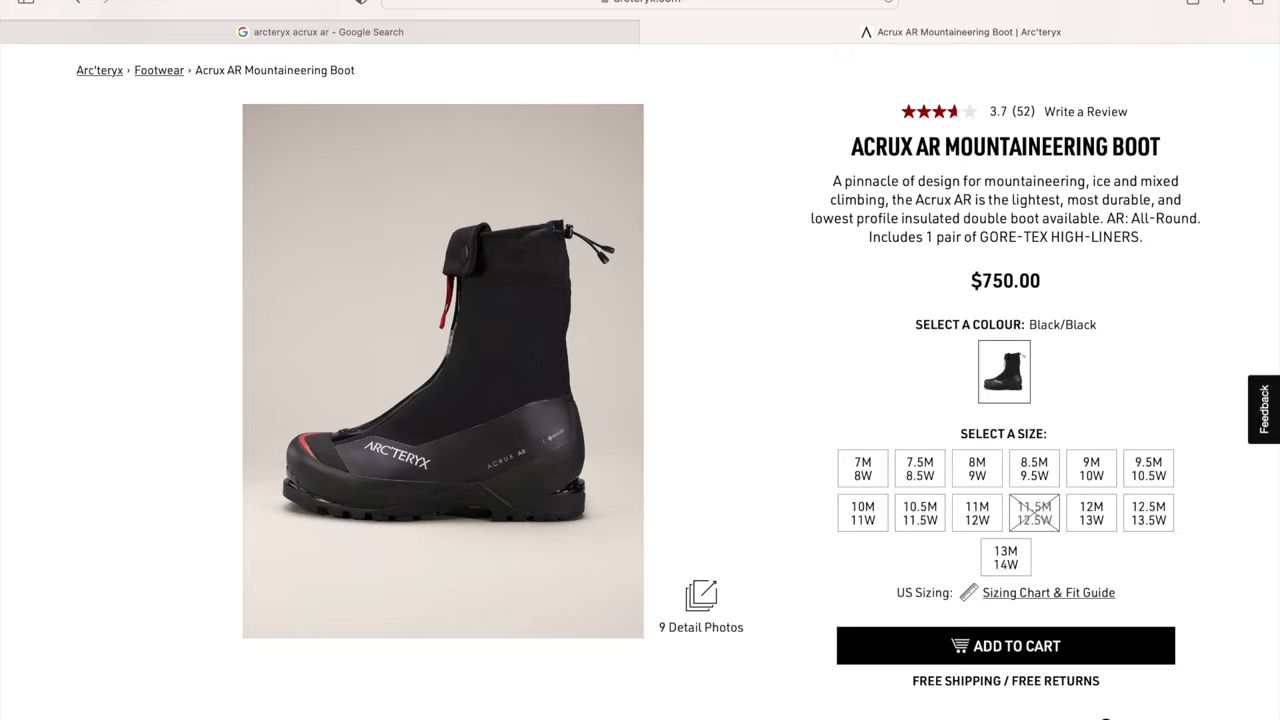 arcteryx acrux ar - Google Search
Acrux AR Mountaineering Boot | Arc'teryx
Arc'teryx › Footwear › Acrux AR Mountaineering Boot
3.7 (52) Write a Review
ACRUX AR MOUNTAINEERING BOOT
A pinnacle of design for mountaineering, ice and mixed
climbing, the Acrux AR is the lightest, most durable, and
lowest profile insulated double boot available. AR: All-Round.
Includes 1 pair of GORE-TEX HIGH-LINERS.
$750.00
SELECT A COLOUR: Black/Black
Feedback
SELECT A SIZE:
7M 7.5M 8M 8.5M 9M 9.5M
8W 8.5W 9W 9.5W 10W 10.5W
10M 10.5M 11M 11.5M 12M 12.5M
11W 11.5W 12W 12.5W 13W 13.5W
13M
14W
US Sizing: Sizing Chart & Fit Guide
ARC'TERYX
ACRUX AR
9 Detail Photos
ADD TO CART
FREE SHIPPING / FREE RETURNS